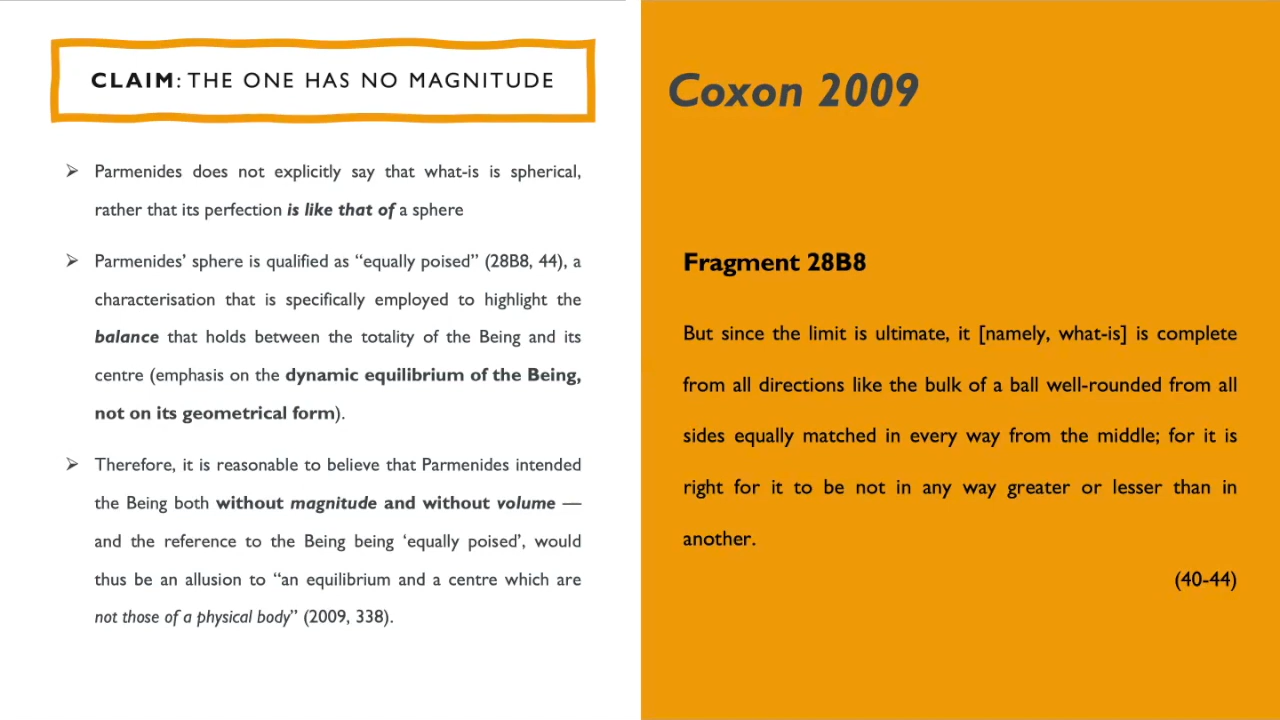 CLAIM: THE ONE HAS NO MAGNITUDE
➢ Parmenides does not explicitly say that what-is is spherical,
rather that its perfection is like that of a sphere
➢ Parmenides’ sphere is qualified as “equally poised” (28B8, 44), a
characterisation that is specifically employed to highlight the
balance that holds between the totality of the Being and its
centre (emphasis on the dynamic equilibrium of the Being,
not on its geometrical form).
➢ Therefore, it is reasonable to believe that Parmenides intended
the Being both without magnitude and without volume —
and the reference to the Being being ‘equally poised’, would
thus be an allusion to “an equilibrium and a centre which are
not those of a physical body” (2009, 338).
Coxon 2009
Fragment 28B8
But since the limit is ultimate, it [namely, what-is] is complete
from all directions like the bulk of a ball well-rounded from all
sides equally matched in every way from the middle; for it is
right for it to be not in any way greater or lesser than in
another.
(40-44)